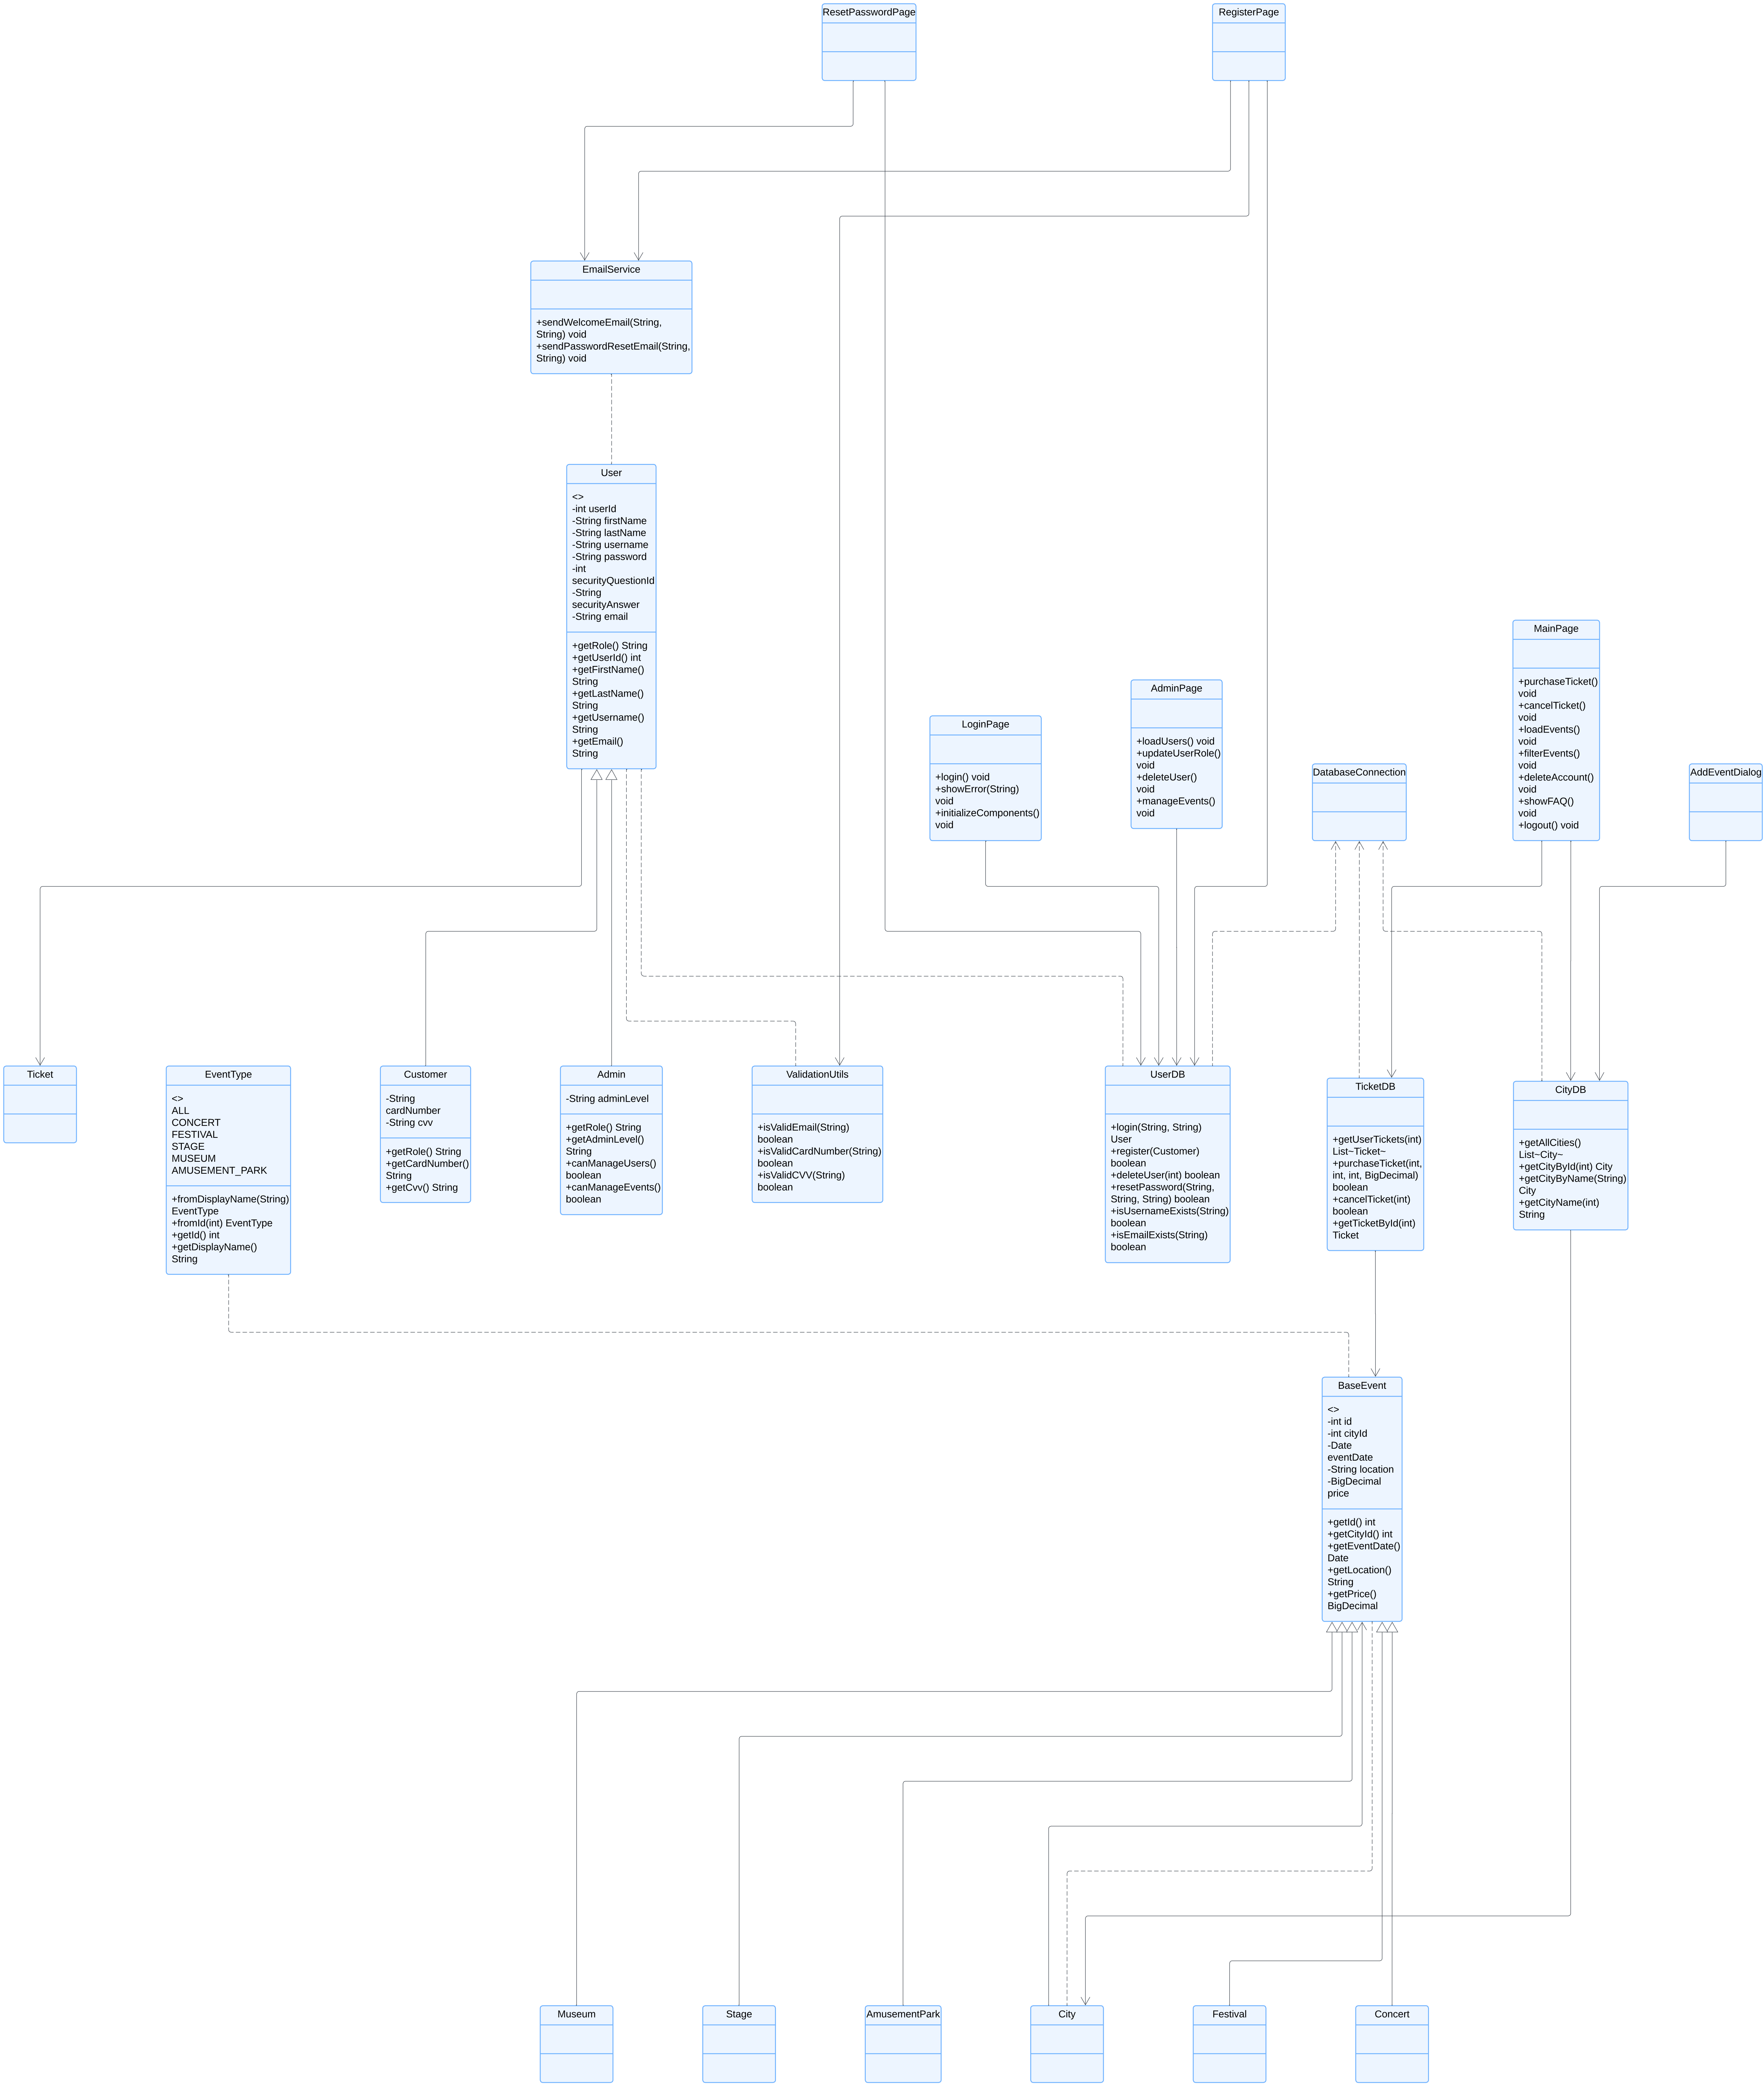 ResetPasswordPage
RegisterPage
EmailService
+sendWelcomeEmail(String,
String) void
+sendPasswordResetEmail(String,
String) void
User
<>
-int userId
-String firstName
-String lastName
-String username
-String password
-int
securityQuestionId
-String
securityAnswer
-String email
+getRole() String
+getUserId() int
+getFirstName()
String
+getLastName()
String
+getUsername()
String
+getEmail()
String
LoginPage
+login() void
+showError(String)
void
+initializeComponents()
void
AdminPage
+loadUsers() void
+updateUserRole()
void
+deleteUser()
void
+manageEvents()
void
DatabaseConnection
MainPage
+purchaseTicket()
void
+cancelTicket()
void
+loadEvents()
void
+filterEvents()
void
+deleteAccount()
void
+showFAQ()
void
+logout() void
AddEventDialog
Ticket
EventType
<>
ALL
CONCERT
FESTIVAL
STAGE
MUSEUM
AMUSEMENT_PARK
+fromDisplayName(String)
EventType
+fromId(int) EventType
+getId() int
+getDisplayName()
String
Customer
-String
cardNumber
-String cvv
+getRole() String
+getCardNumber()
String
+getCvv() String
Admin
-String adminLevel
+getRole() String
+getAdminLevel()
String
+canManageUsers()
boolean
+canManageEvents()
boolean
ValidationUtils
+isValidEmail(String)
boolean
+isValidCardNumber(String)
boolean
+isValidCVV(String)
boolean
UserDB
+login(String, String)
User
+register(Customer)
boolean
+deleteUser(int) boolean
+resetPassword(String,
String, String) boolean
+isUsernameExists(String)
boolean
+isEmailExists(String)
boolean
TicketDB
+getUserTickets(int)
List~Ticket~
+purchaseTicket(int,
int, int, BigDecimal)
boolean
+cancelTicket(int)
boolean
+getTicketById(int)
Ticket
CityDB
+getAllCities()
List~City~
+getCityById(int) City
+getCityByName(String)
City
+getCityName(int)
String
BaseEvent
<>
-int id
-int cityId
-Date
eventDate
-String location
-BigDecimal
price
+getId() int
+getCityId() int
+getEventDate()
Date
+getLocation()
String
+getPrice()
BigDecimal
Museum
Stage
AmusementPark
City
Festival
Concert